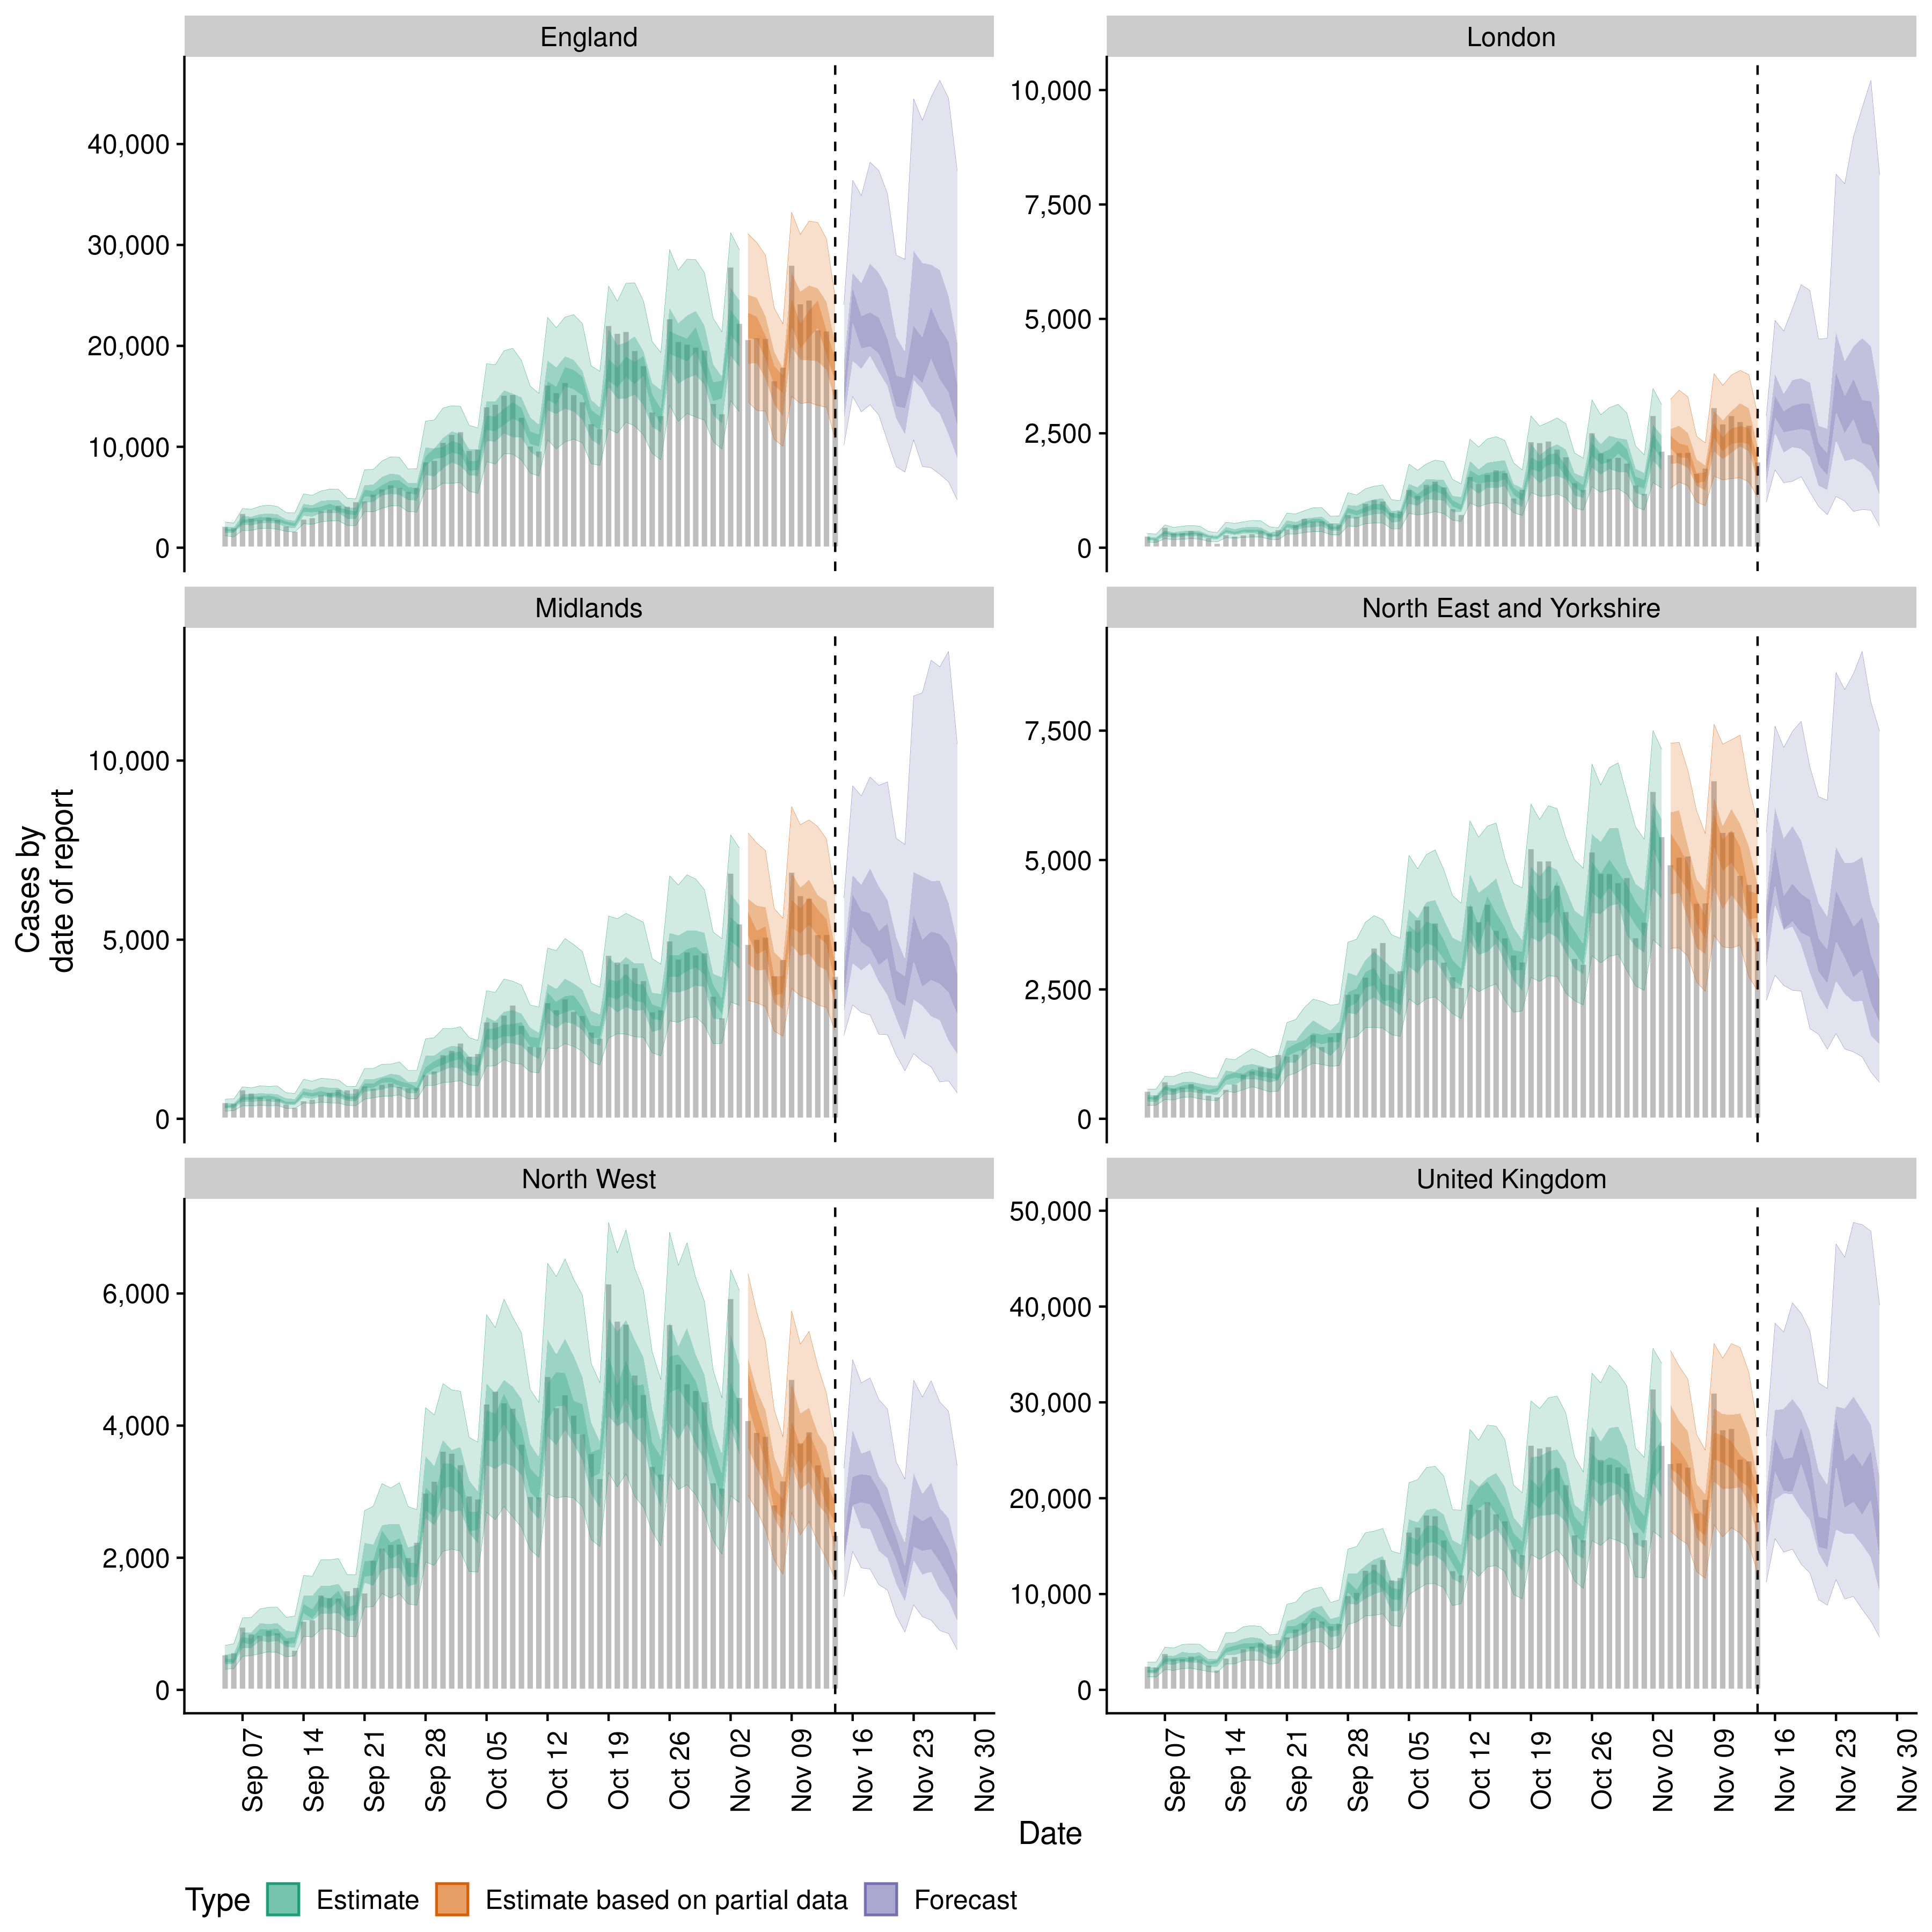 England
London
40,000
30,000
20,000
10,000
0
10,000
7,500
5,000
2,500
0
Midlands
North East and Yorkshire
10,000
5,000
0
7,500
5,000
2,500
0
Cases by
date of report
North West
United Kingdom
6,000
4,000
2,000
0
50,000
40,000
30,000
20,000
10,000
0
Sep 07
Sep 14
Sep 21
Sep 28
Oct 05
Oct 12
Oct 19
Oct 26
Nov 02
Nov 09
Nov 16
Nov 23
Nov 30
Sep 07
Sep 14
Sep 21
Sep 28
Oct 05
Oct 12
Oct 19
Oct 26
Nov 02
Nov 09
Nov 16
Nov 23
Nov 30
Date
Type Estimate Estimate based on partial data Forecast